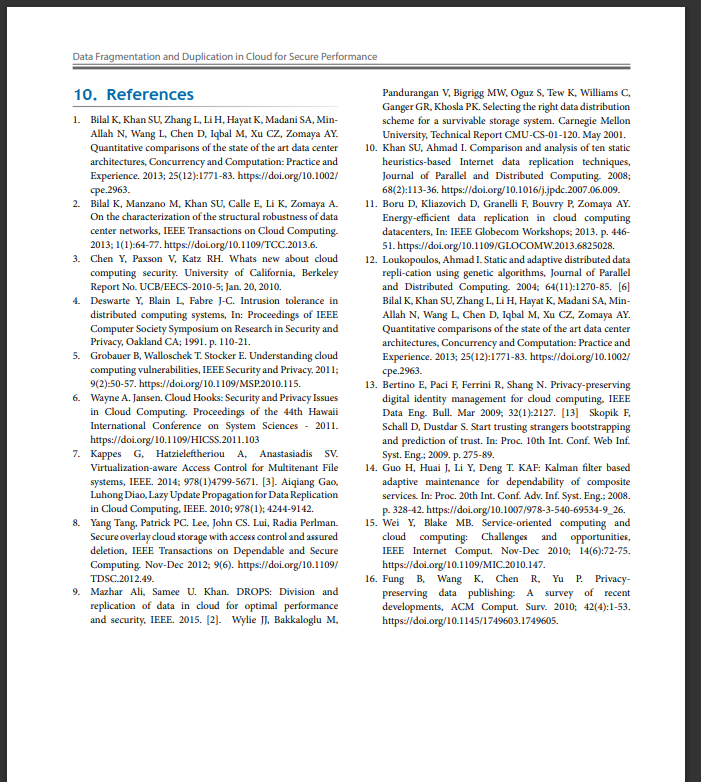 Data Fragmentation and Duplication in Cloud for Secure Performance
10. References
1. Bilal K, Khan SU, Zhang L, Li H, Hayat K, Madani SA, Min-
Allah N, Wang L, Chen D, Iqbal M, Xu CZ, Zomaya AY.
Quantitative comparisons of the state of the art data center
architectures, Concurrency and Computation: Practice and
Experience. 2013; 25(12):1771-83. https://doi.org/10.1002/
cpe.2963.
2. Bilal K, Manzano M, Khan SU, Calle E, Li K, Zomaya A.
On the characterization of the structural robustness of data
center networks, IEEE Transactions on Cloud Computing.
2013; 1(1):64-77. https://doi.org/10.1109/TCC.2013.6.
3. Chen Y, Paxson V, Katz RH. Whats new about cloud
computing security. University of California, Berkeley
Report No. UCB/EECS-2010-5; Jan. 20, 2010.
4. Deswarte Y, Blain L, Fabre J-C. Intrusion tolerance in
distributed computing systems, In: Proceedings of IEEE
Computer Society Symposium on Research in Security and
Privacy, Oakland CA; 1991. p. 110-21.
5. Grobauer B, Walloschek T. Stocker E. Understanding cloud
computing vulnerabilities, IEEE Security and Privacy. 2011;
9(2):50-57. https://doi.org/10.1109/MSP.2010.115.
6. Wayne A. Jansen. Cloud Hooks: Security and Privacy Issues
in Cloud Computing. Proceedings of the 44th Hawaii
International Conference on System Sciences - 2011.
https://doi.org/10.1109/HICSS.2011.103
7. Kappes G, Hatzieleftheriou A, Anastasiadis SV.
Virtualization-aware Access Control for Multitenant File
systems, IEEE. 2014; 978(1)4799-5671. [3]. Aiqiang Gao,
Luhong Diao, Lazy Update Propagation for Data Replication
in Cloud Computing, IEEE. 2010; 978(1); 4244-9142.
8. Yang Tang, Patrick PC. Lee, John CS. Lui, Radia Perlman.
Secure overlay cloud storage with access control and assured
deletion, IEEE Transactions on Dependable and Secure
Computing. Nov-Dec 2012; 9(6). https://doi.org/10.1109/
TDSC.2012.49.
9. Mazhar Ali, Samee U. Khan. DROPS: Division and
replication of data in cloud for optimal performance
and security, IEEE. 2015. [2]. Wylie JJ, Bakkaloglu M,
Pandurangan V, Bigrigg MW, Oguz S, Tew K, Williams C,
Ganger GR, Khosla PK. Selecting the right data distribution
scheme for a survivable storage system. Carnegie Mellon
University, Technical Report CMU-CS-01-120. May 2001.
10. Khan SU, Ahmad I. Comparison and analysis of ten static
heuristics-based Internet data replication techniques,
Journal of Parallel and Distributed Computing. 2008;
68(2):113-36. https://doi.org/10.1016/j.jpdc.2007.06.009.
11. Boru D, Kliazovich D, Granelli F, Bouvry P, Zomaya AY.
Energy-efficient data replication in cloud computing
datacenters, In: IEEE Globecom Workshops; 2013. p. 446-
51. https://doi.org/10.1109/GLOCOMW.2013.6825028.
12. Loukopoulos, Ahmad I. Static and adaptive distributed data
repli-cation using genetic algorithms, Journal of Parallel
and Distributed Computing. 2004; 64(11):1270-85. [6]
Bilal K, Khan SU, Zhang L, Li H, Hayat K, Madani SA, Min-
Allah N, Wang L, Chen D, Iqbal M, Xu CZ, Zomaya AY.
Quantitative comparisons of the state of the art data center
architectures, Concurrency and Computation: Practice and
Experience. 2013; 25(12):1771-83. https://doi.org/10.1002/
cpe.2963.
13. Bertino E, Paci F, Ferrini R, Shang N. Privacy-preserving
digital identity management for cloud computing, IEEE
Data Eng. Bull. Mar 2009; 32(1):2127. [13] Skopik F,
Schall D, Dustdar S. Start trusting strangers bootstrapping
and prediction of trust. In: Proc. 10th Int. Conf. Web Inf.
Syst. Eng.; 2009. p. 275-89.
14. Guo H, Huai J, Li Y, Deng T. KAF: Kalman filter based
adaptive maintenance for dependability of composite
services. In: Proc. 20th Int. Conf. Adv. Inf. Syst. Eng.; 2008.
p. 328-42. https://doi.org/10.1007/978-3-540-69534-9_26.
15. Wei Y, Blake MB. Service-oriented computing and
cloud computing: Challenges and opportunities,
IEEE Internet Comput. Nov-Dec 2010; 14(6):72-75.
https://doi.org/10.1109/MIC.2010.147.
16. Fung B, Wang K, Chen R, Yu P. Privacy-
preserving data publishing: A survey of recent
developments, ACM Comput. Surv. 2010; 42(4):1-53.
https://doi.org/10.1145/1749603.1749605.